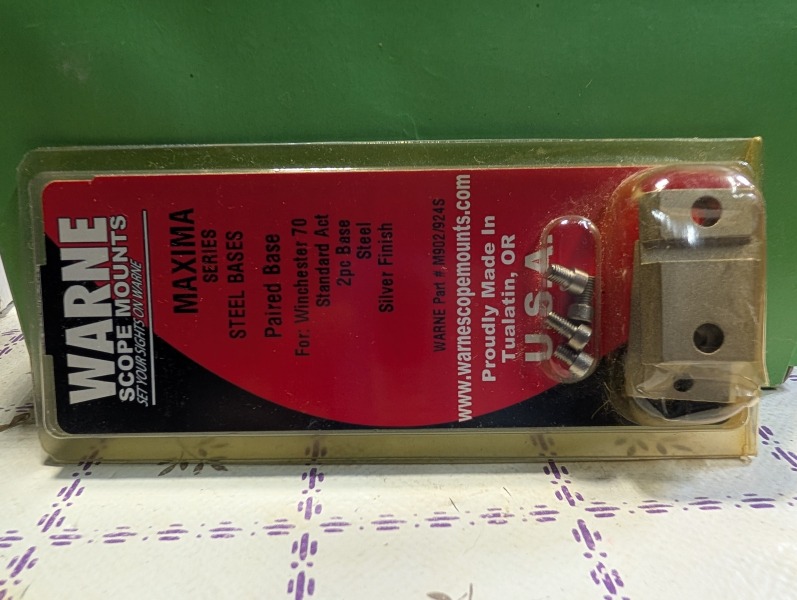 WARNE
SCOPE MOUNTS
SET YOUR SIGHTS ON WARNE
MAXIMA
SERIES
STEEL BASES
Paired Base
For: Winchester 70
Standard Act
2pc Base
Steel
Silver Finish
WARNE Part # M902/924S
www.warnescopemounts.com
Proudly Made In
Tualatin, OR
U.S.A.